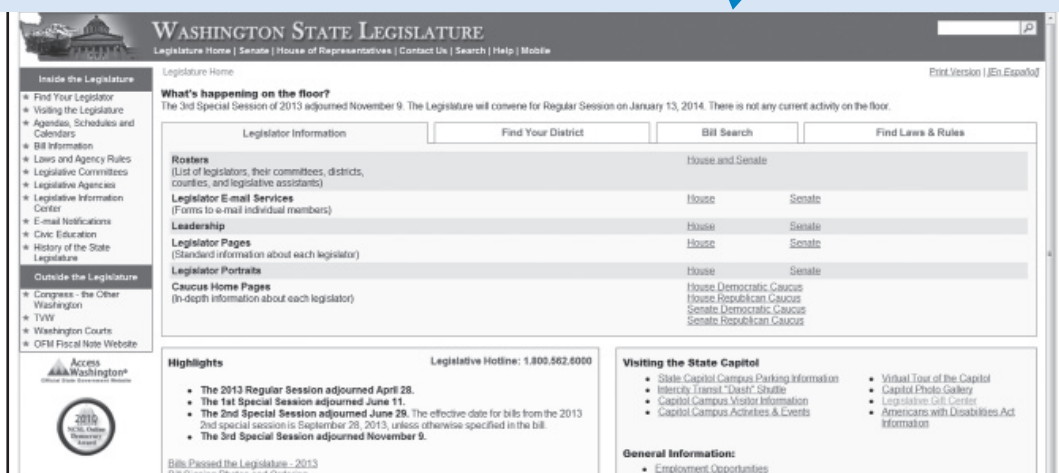 WASHINGTON STATE LEGISLATURE
Legislature Home | Senate | House of Representatives | Contact Us | Search | Help | Mobile
Inside the Legislature
Find Your Legislator
Visiting the Legislature
Agendas, Schedules and
Calendars
Bill Information
Laws and Agency Rules
Legislative Committees
Legislative Agencies
Legislative Information
Center
E-mail Notifications
Civic Education
History of the State
Legislature
Outside the Legislature
Congress - the Other
Washington
TVW
Washington Courts
OFM Fiscal Note Website
Access
Washington
Official State Government Website
2010
NCSL Online
Democracy
Award
Legislature Home
Print Version | [En Español]
What's happening on the floor?
The 3rd Special Session of 2013 adjourned November 9. The Legislature will convene for Regular Session on January 13, 2014. There is not any current activity on the floor.
Legislator Information Find Your District Bill Search Find Laws & Rules
Rosters House and Senate
(List of legislators, their committees, districts,
counties, and legislative assistants)
Legislator E-mail Services House Senate
(Forms to e-mail individual members)
Leadership House Senate
Legislator Pages House Senate
(Standard information about each legislator)
Legislator Portraits House Senate
Caucus Home Pages House Democratic Caucus
(In-depth information about each legislator) House Republican Caucus
Senate Democratic Caucus
Senate Republican Caucus
Highlights Legislative Hotline: 1.800.562.6000
The 2013 Regular Session adjourned April 28.
The 1st Special Session adjourned June 11.
The 2nd Special Session adjourned June 29. The effective date for bills from the 2013
2nd special session is September 28, 2013, unless otherwise specified in the bill.
The 3rd Special Session adjourned November 9.
Bills Passed the Legislature - 2013
Visiting the State Capitol
State Capitol Campus Parking Information
Intercity Transit "Dash" Shuttle
Capitol Campus Visitor Information
Capitol Campus Activities & Events
Virtual Tour of the Capitol
Capitol Photo Gallery
Legislative Gift Center
Americans with Disabilities Act
Information
General Information:
Employment Opportunities